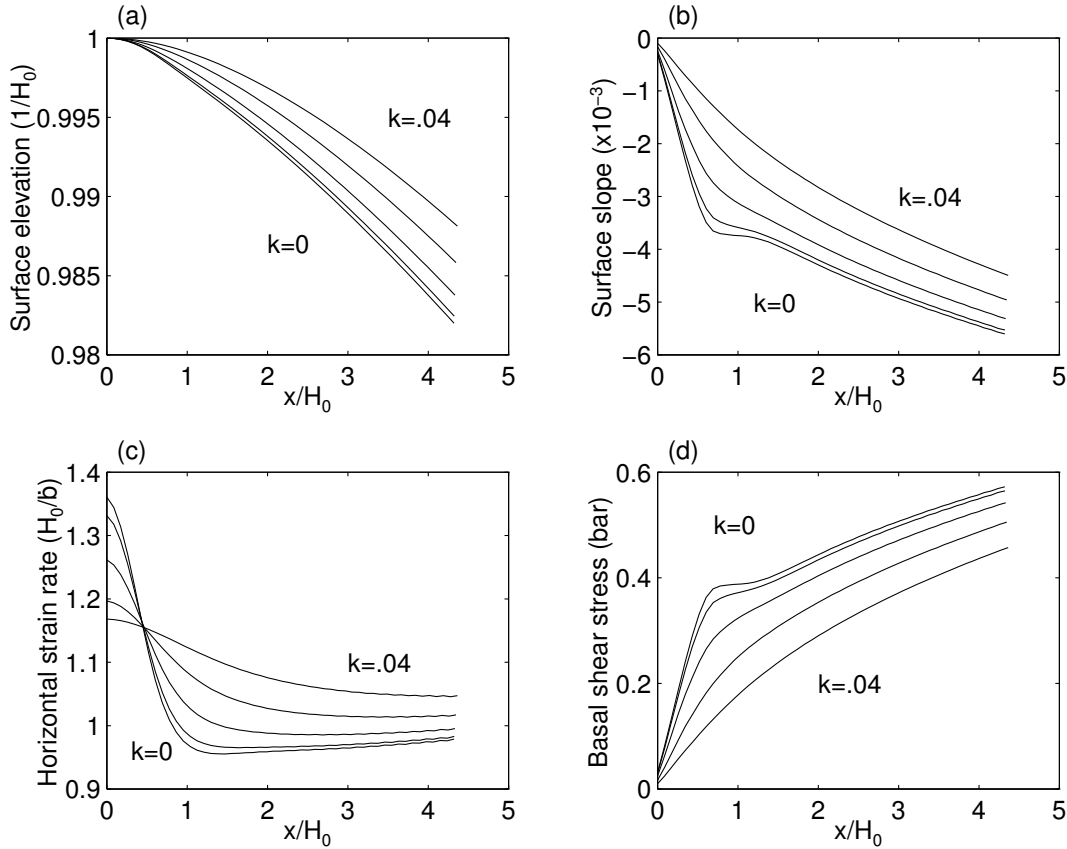 (a)
Surface elevation (1/H₀)
1
0.995
0.99
0.985
0.98
k=.04
k=0
0 1 2 3 4 5
x/H₀
(b)
Surface slope (x10⁻³)
0
−1
−2
−3
−4
−5
−6
k=.04
k=0
0 1 2 3 4 5
x/H₀
(c)
Horizontal strain rate (H₀/ḃ)
1.4
1.3
1.2
1.1
1
0.9
k=.04
k=0
0 1 2 3 4 5
x/H₀
(d)
Basal shear stress (bar)
0.6
0.4
0.2
0
k=0
k=.04
0 1 2 3 4 5
x/H₀